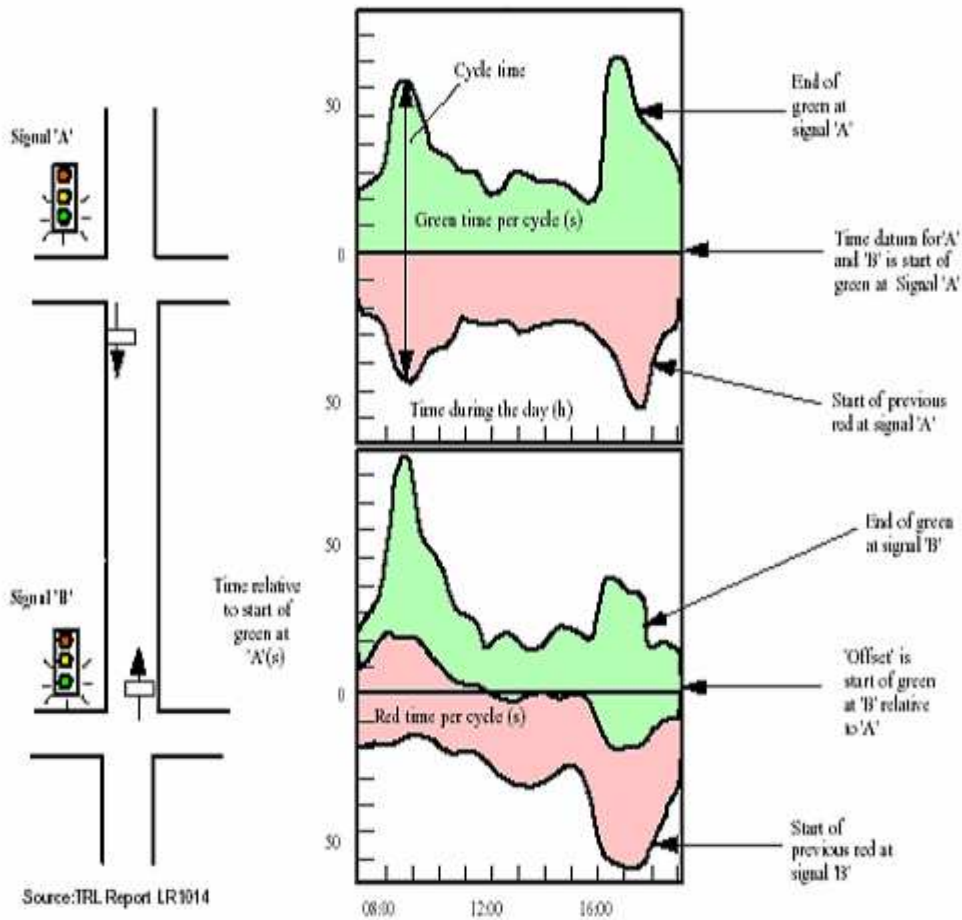 Cycle time
50
End of
green at
signal 'A'
Signal 'A'
Green time per cycle (s)
0
Time datum for'A'
and 'B' is start of
green at Signal 'A'
50
Time during the day (h)
Start of previous
red at signal 'A'
50
End of green
at signal 'B'
Signal 'B'
Time relative
to start of
green at
'A'(s)
0
'Offset' is
start of green
at 'B' relative
to 'A'
Red time per cycle (s)
50
Start of
previous red at
signal 'B'
Source:TRL Report LR1014
08:00
12:00
16:00